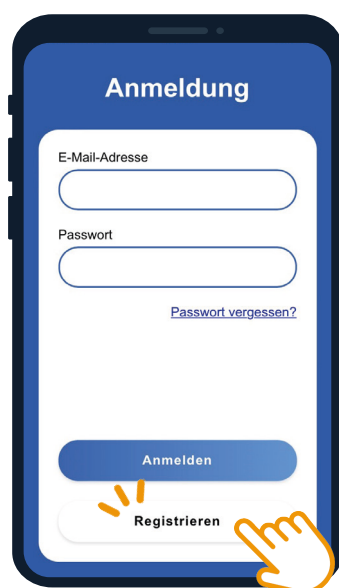 Anmeldung
E-Mail-Adresse
Passwort
Passwort vergessen?
Anmelden
Registrieren